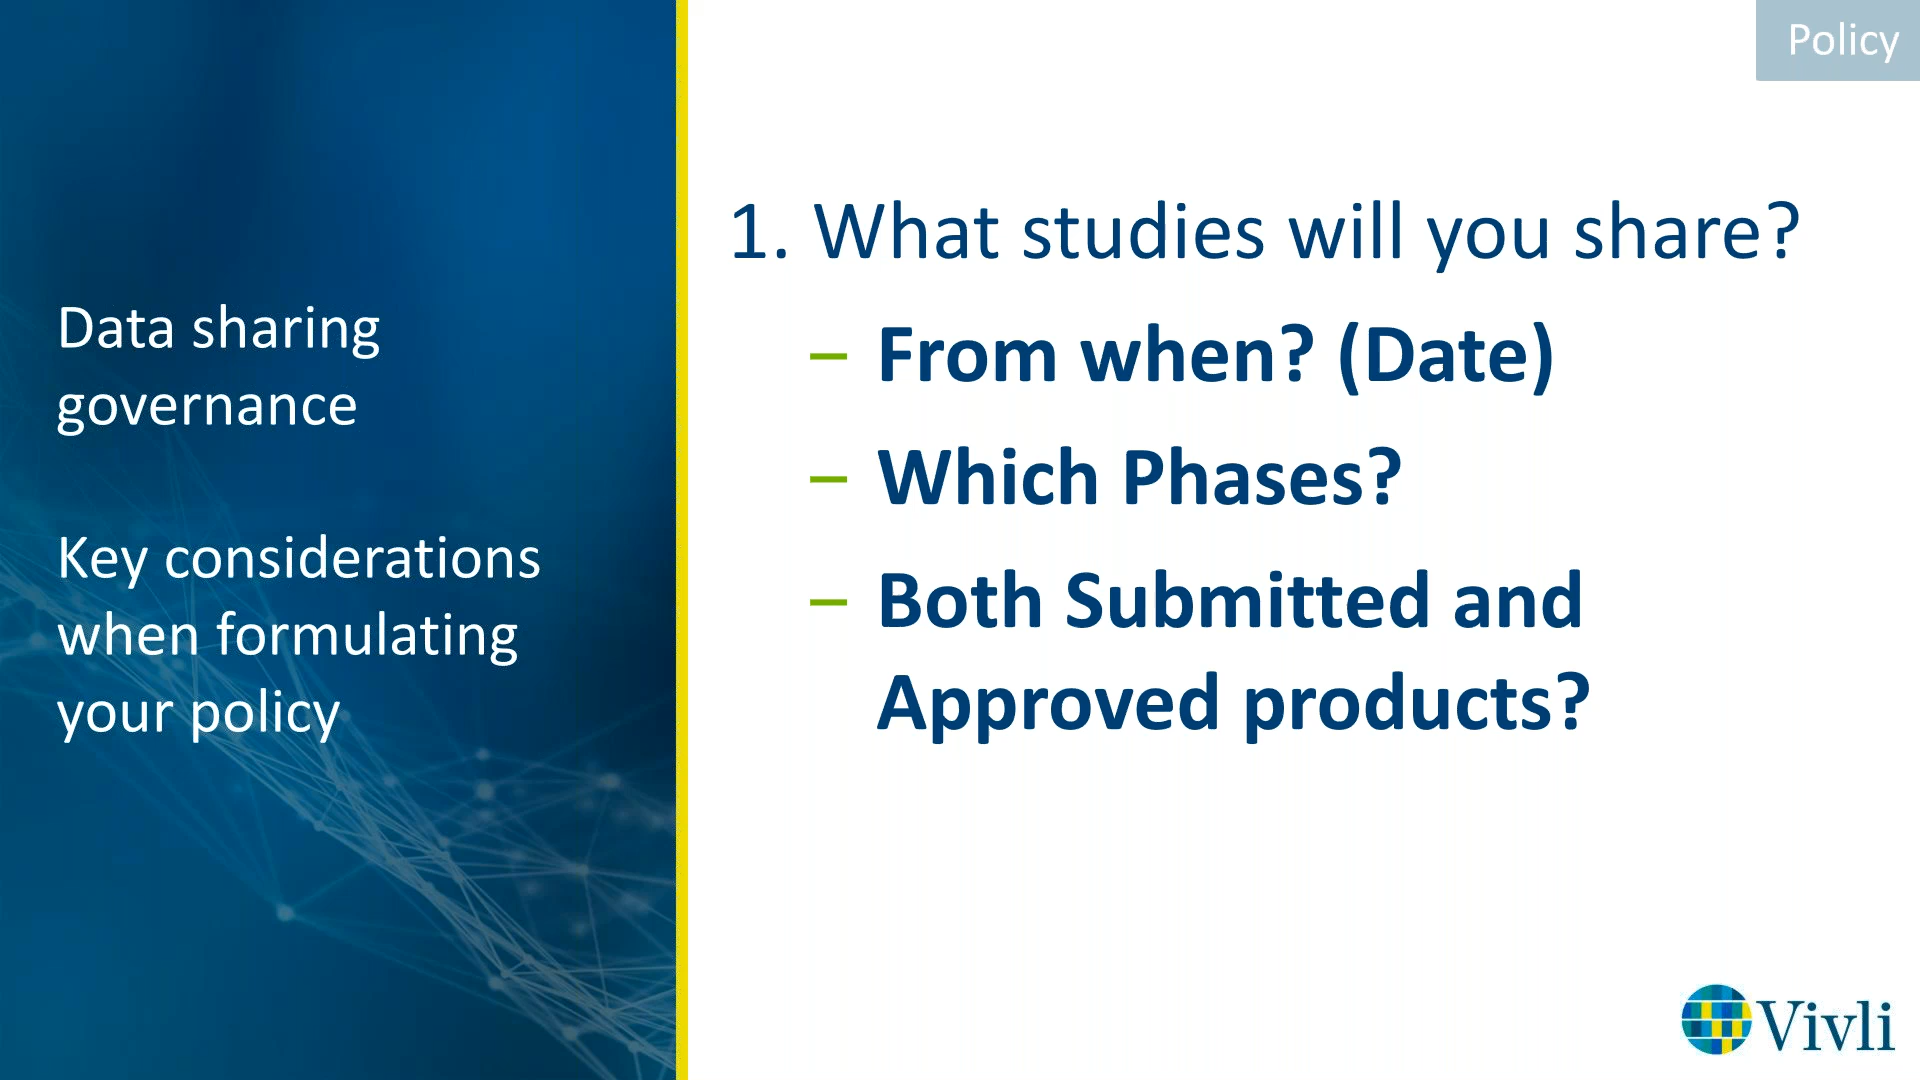 Policy
Data sharing
governance
Key considerations
when formulating
your policy
1. What studies will you share?
– From when? (Date)
– Which Phases?
– Both Submitted and
Approved products?
Vivli